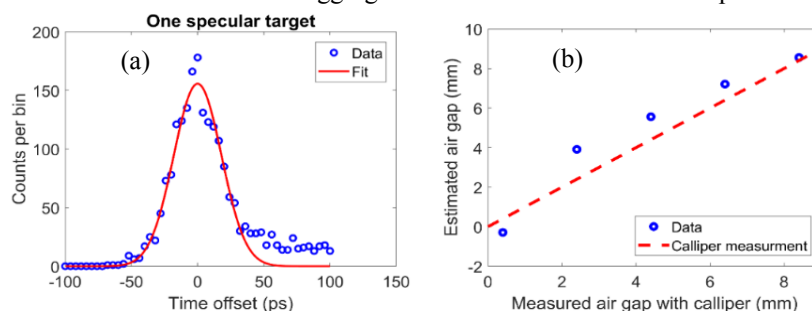 One specular target
(a)
Data
Fit
200
150
100
50
0
Counts per bin
-100
-50
0
50
100
150
Time offset (ps)
(b)
10
8
6
4
2
0
-2
Estimated air gap (mm)
Data
Calliper measurment
0
2
4
6
8
Measured air gap with calliper (mm)